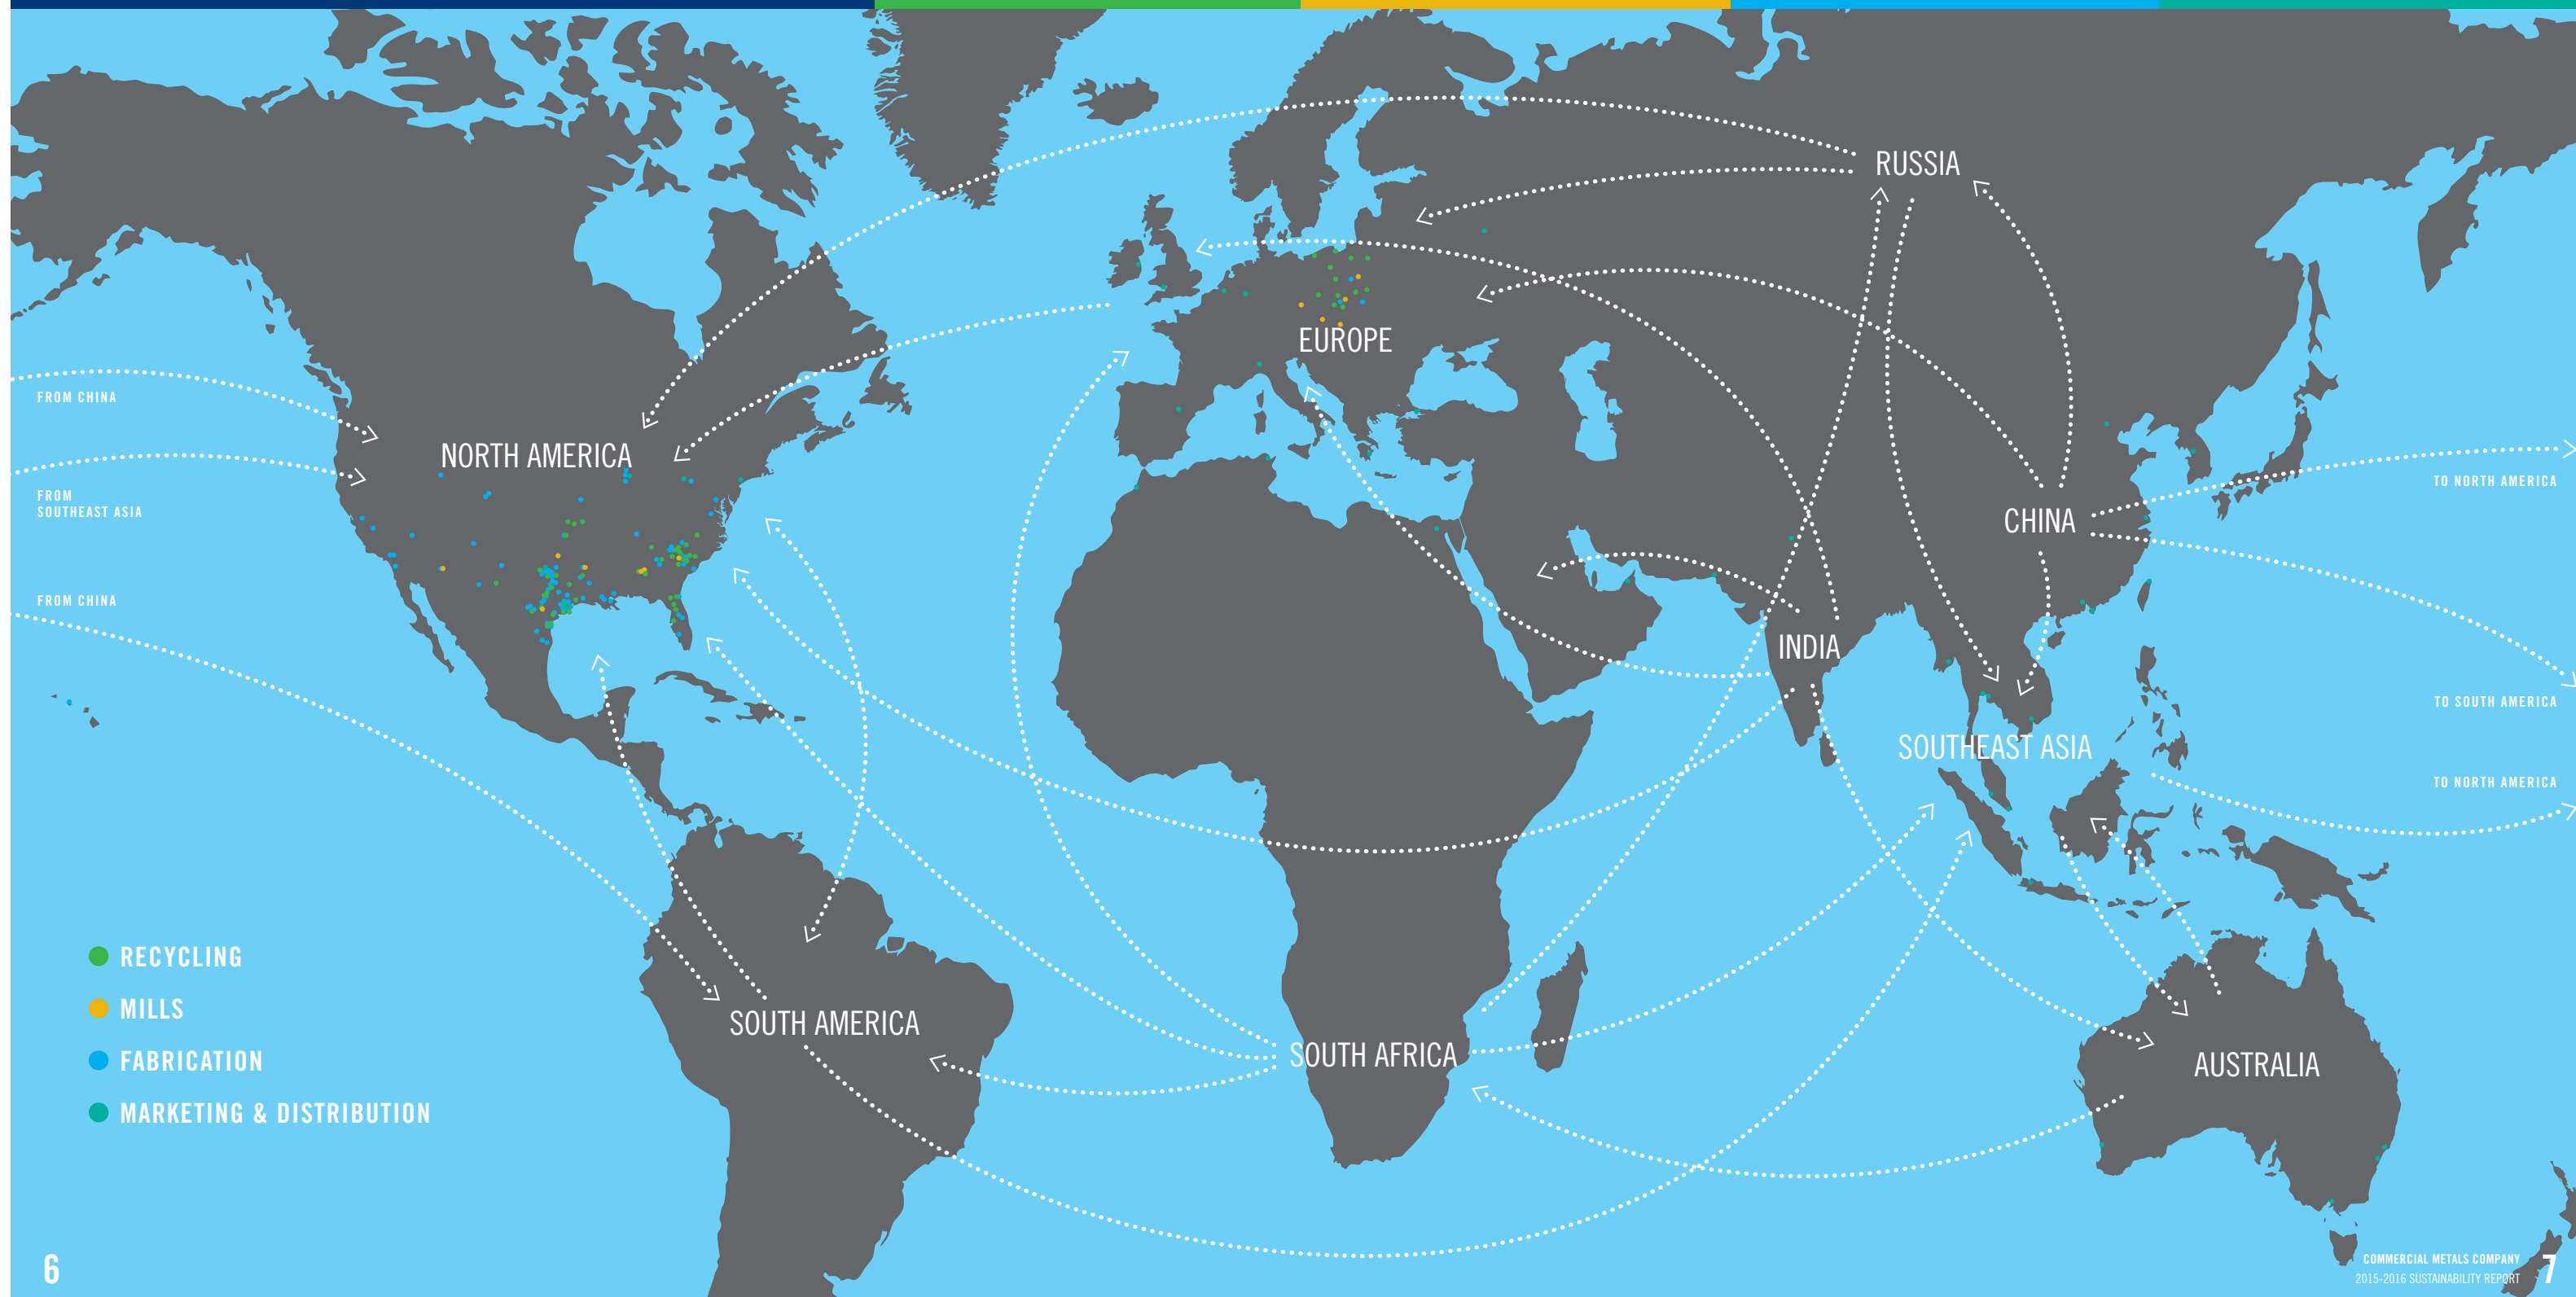 RUSSIA
EUROPE
FROM CHINA
NORTH AMERICA
TO NORTH AMERICA
FROM
SOUTHEAST ASIA
CHINA
FROM CHINA
INDIA
TO SOUTH AMERICA
SOUTHEAST ASIA
TO NORTH AMERICA
RECYCLING
MILLS
FABRICATION
MARKETING & DISTRIBUTION
SOUTH AMERICA
SOUTH AFRICA
AUSTRALIA
6
COMMERCIAL METALS COMPANY
2015-2016 SUSTAINABILITY REPORT
7